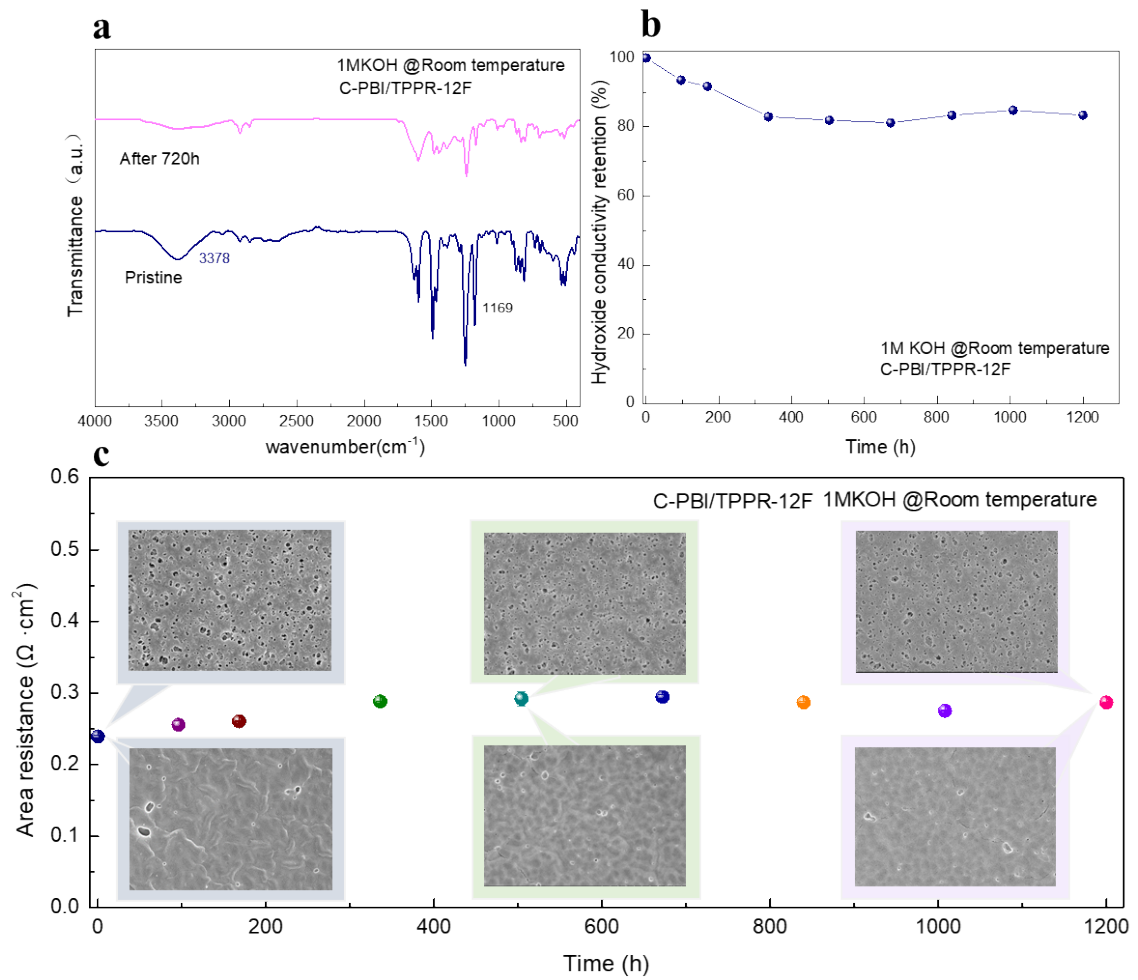 a
1MKOH @Room temperature
C-PBI/TPPR-12F
After 720h
3378
Pristine
1169
Transmittance (a.u.)
4000 3500 3000 2500 2000 1500 1000 500
wavenumber(cm-1)
b
100
80
60
40
20
0
Hydroxide conductivity retention (%)
1M KOH @Room temperature
C-PBI/TPPR-12F
0 200 400 600 800 1000 1200
Time (h)
c
C-PBI/TPPR-12F 1MKOH @Room temperature
0.6
0.5
0.4
0.3
0.2
0.1
0.0
Area resistance (Ω ·cm2)
0 200 400 600 800 1000 1200
Time (h)